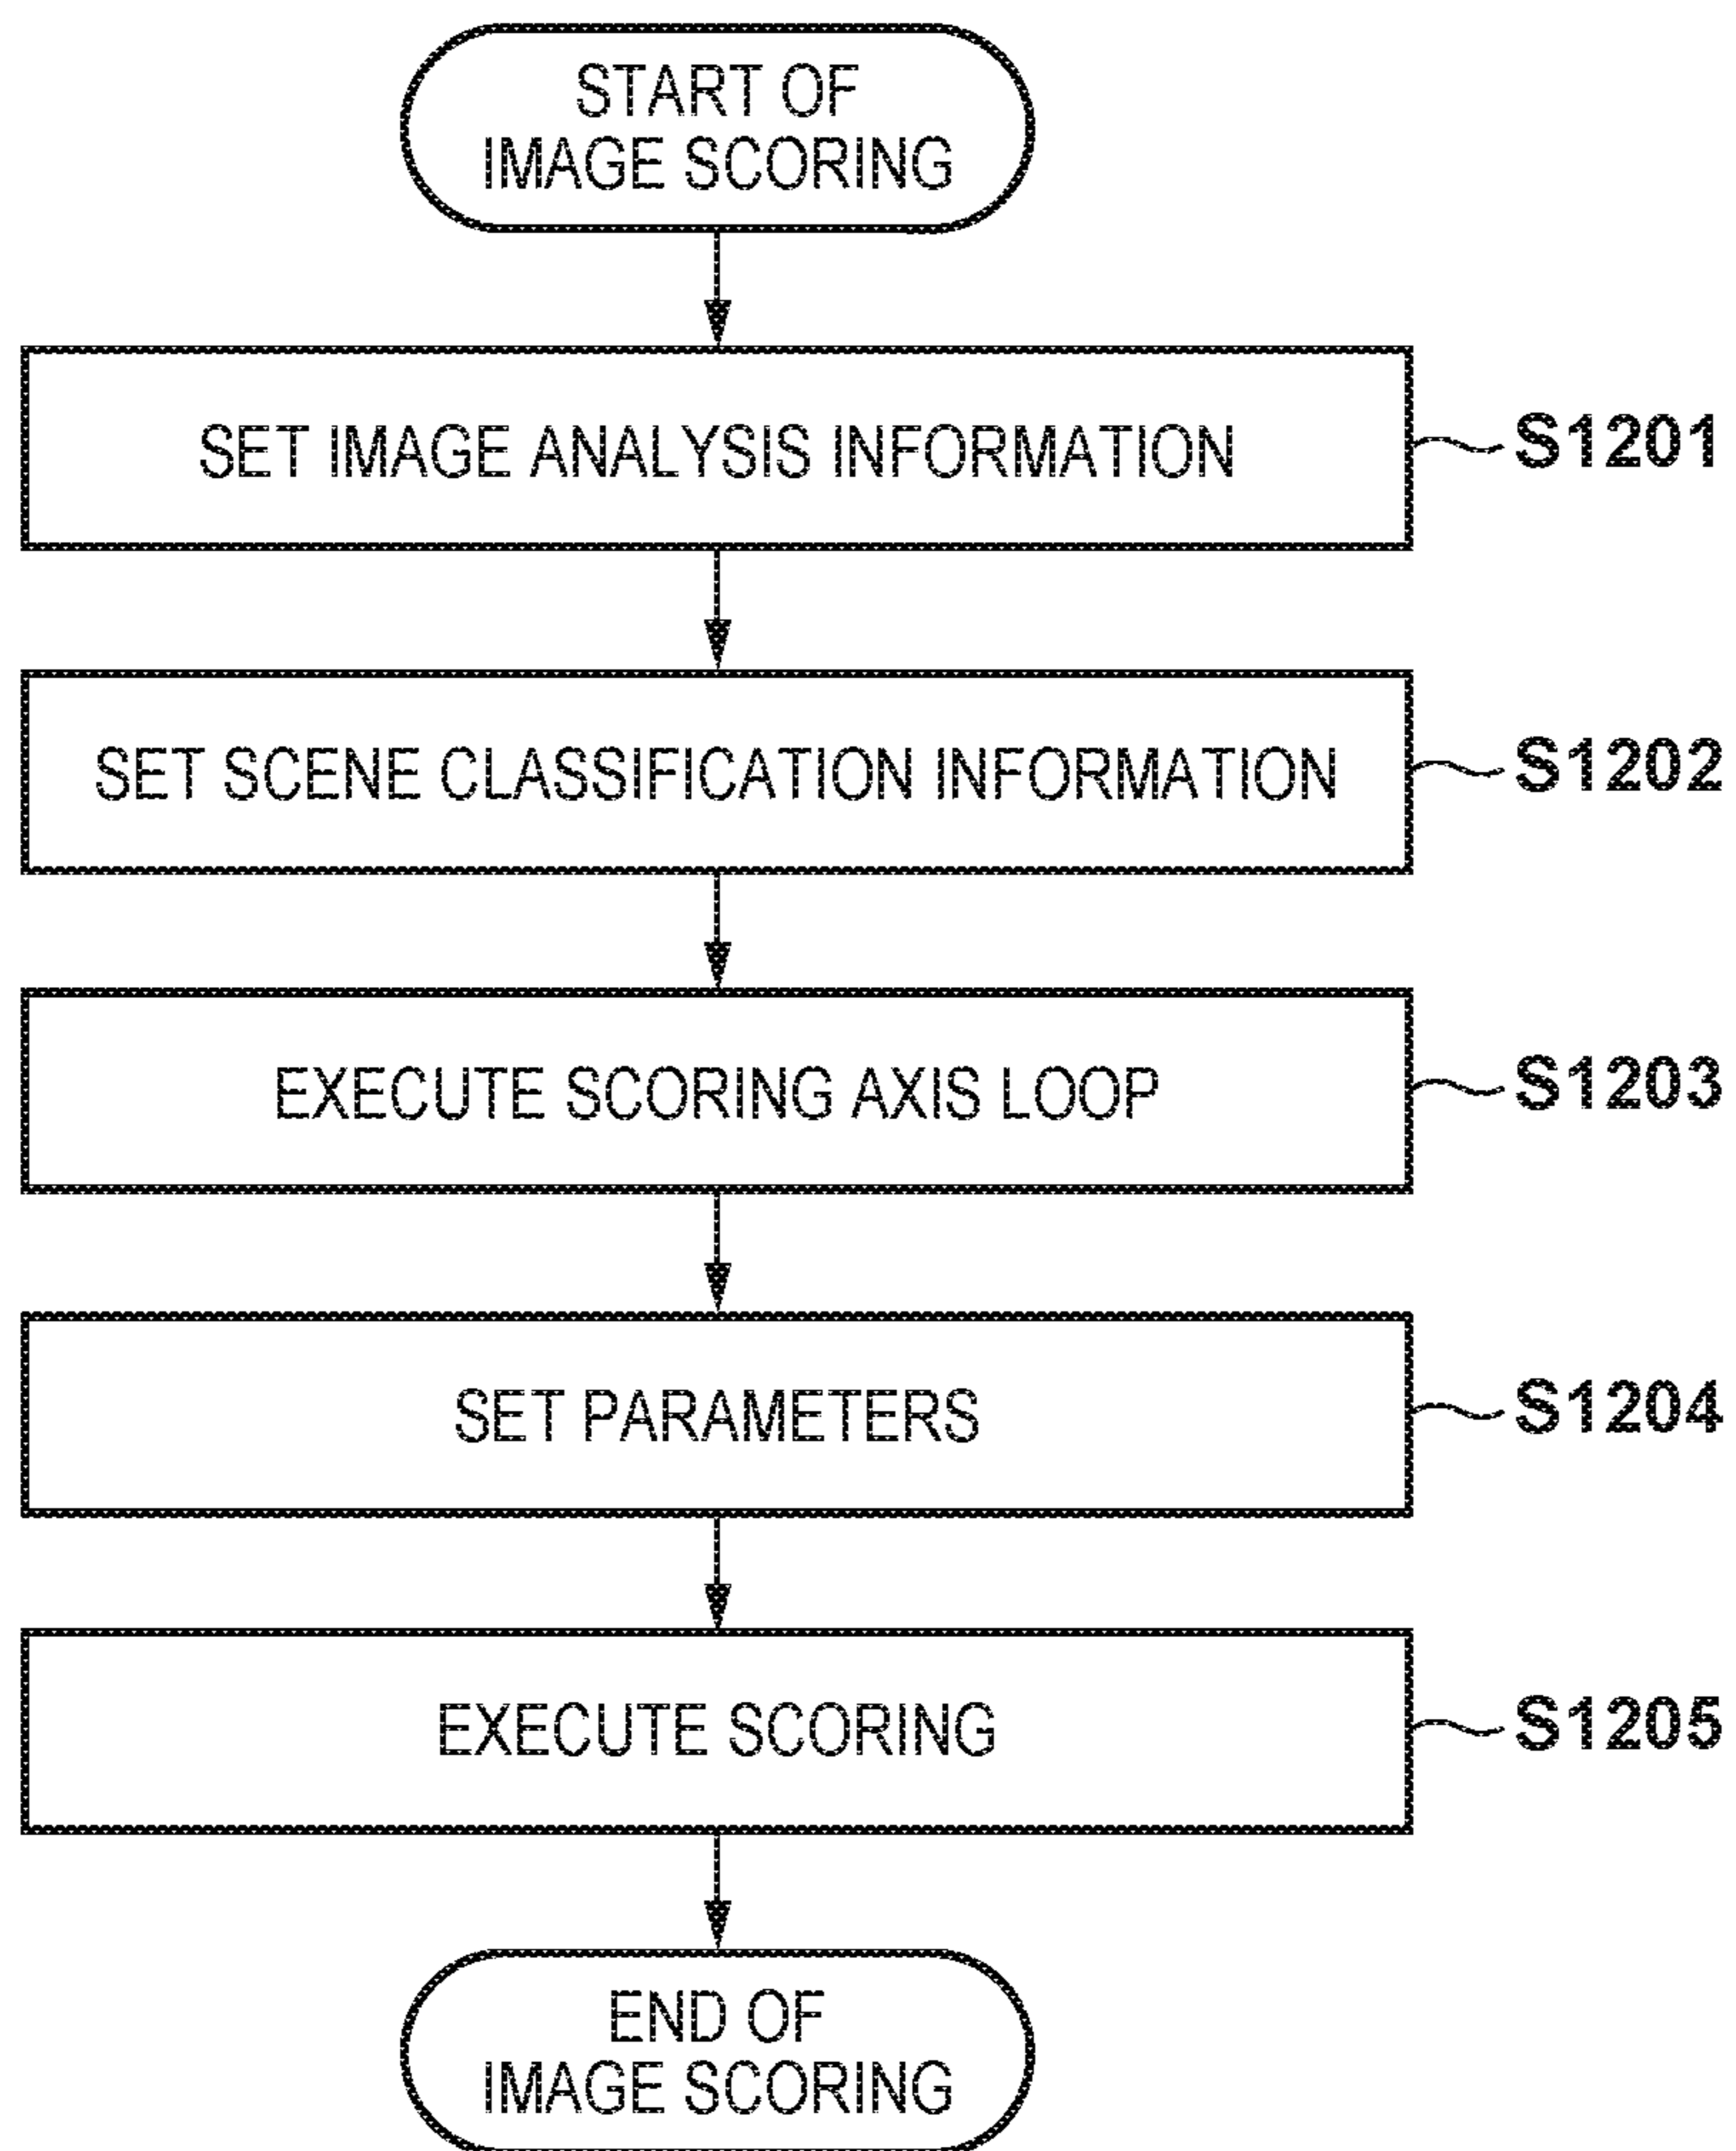 START OF
IMAGE SCORING
SET IMAGE ANALYSIS INFORMATION
S1201
SET SCENE CLASSIFICATION INFORMATION
S1202
EXECUTE SCORING AXIS LOOP
S1203
SET PARAMETERS
S1204
EXECUTE SCORING
S1205
END OF
IMAGE SCORING